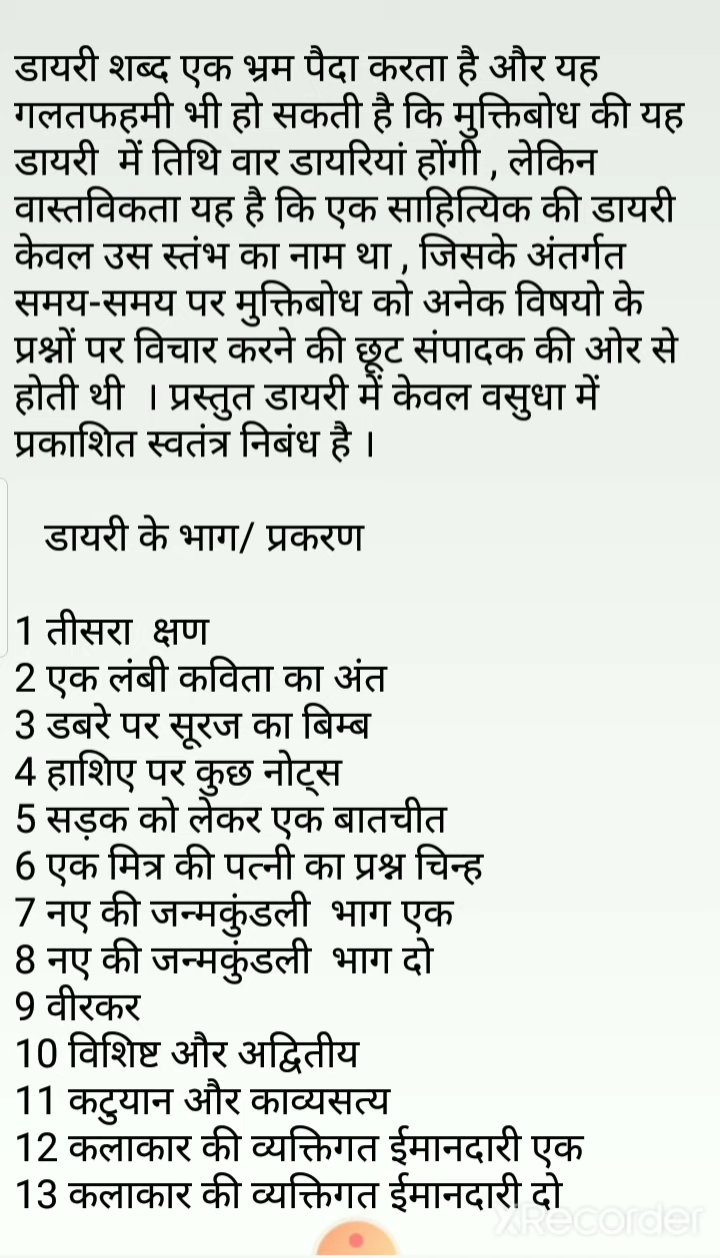 डायरी शब्द एक भ्रम पैदा करता है और यह
गलतफहमी भी हो सकती है कि मुक्तिबोध की यह
डायरी में तिथि वार डायरियां होंगी , लेकिन
वास्तविकता यह है कि एक साहित्यिक की डायरी
केवल उस स्तंभ का नाम था , जिसके अंतर्गत
समय-समय पर मुक्तिबोध को अनेक विषयो के
प्रश्नों पर विचार करने की छूट संपादक की ओर से
होती थी । प्रस्तुत डायरी में केवल वसुधा में
प्रकाशित स्वतंत्र निबंध है ।
डायरी के भाग/ प्रकरण
1 तीसरा क्षण
2 एक लंबी कविता का अंत
3 डबरे पर सूरज का बिम्ब
4 हाशिए पर कुछ नोट्स
5 सड़क को लेकर एक बातचीत
6 एक मित्र की पत्नी का प्रश्न चिन्ह
7 नए की जन्मकुंडली भाग एक
8 नए की जन्मकुंडली भाग दो
9 वीरकर
10 विशिष्ट और अद्वितीय
11 कटुयान और काव्यसत्य
12 कलाकार की व्यक्तिगत ईमानदारी एक
13 कलाकार की व्यक्तिगत ईमानदारी दो
XRecorder